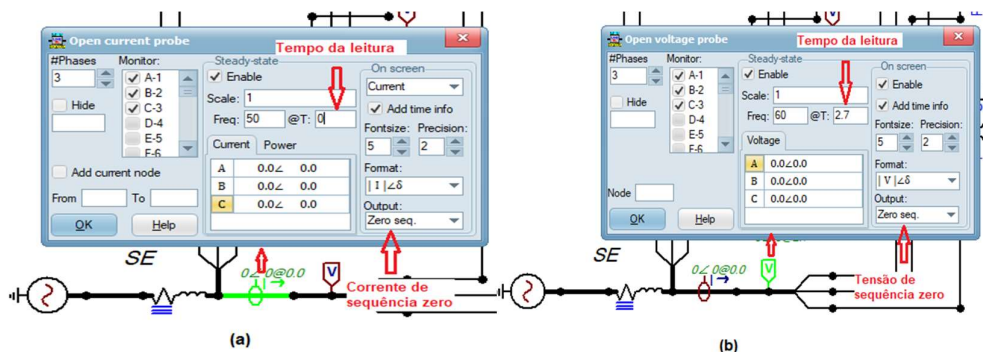 Open current probe
#Phases
3
Hide
Monitor:
A-1
B-2
C-3
D-4
E-5
F-6
Add current node
From
To
OK
Help
Steady-state
Tempo da leitura
Enable
Scale: 1
Freq: 50 @T: 0
Current Power
A 0.0∠ 0.0
B 0.0∠ 0.0
C 0.0∠ 0.0
On screen
Current
Add time info
Fontsize: Precision:
5 2
Format:
| I |∠δ
Output:
Zero seq.
SE
0∠ 0@0.0
I
V
Corrente de
sequência zero
(a)
V
Open voltage probe
#Phases
3
Hide
Monitor:
A-1
B-2
C-3
D-4
E-5
F-6
Node
OK
Help
Steady-state
Tempo da leitura
Enable
Scale: 1
Freq: 60 @T: 2.7
Voltage
A 0.0∠0.0
B 0.0∠0.0
C 0.0∠0.0
On screen
Enable
Add time info
Fontsize: Precision:
5 2
Format:
| V |∠δ
Output:
Zero seq.
SE
0∠ 0@0.0
I
V
Tensão de
sequência zero
(b)